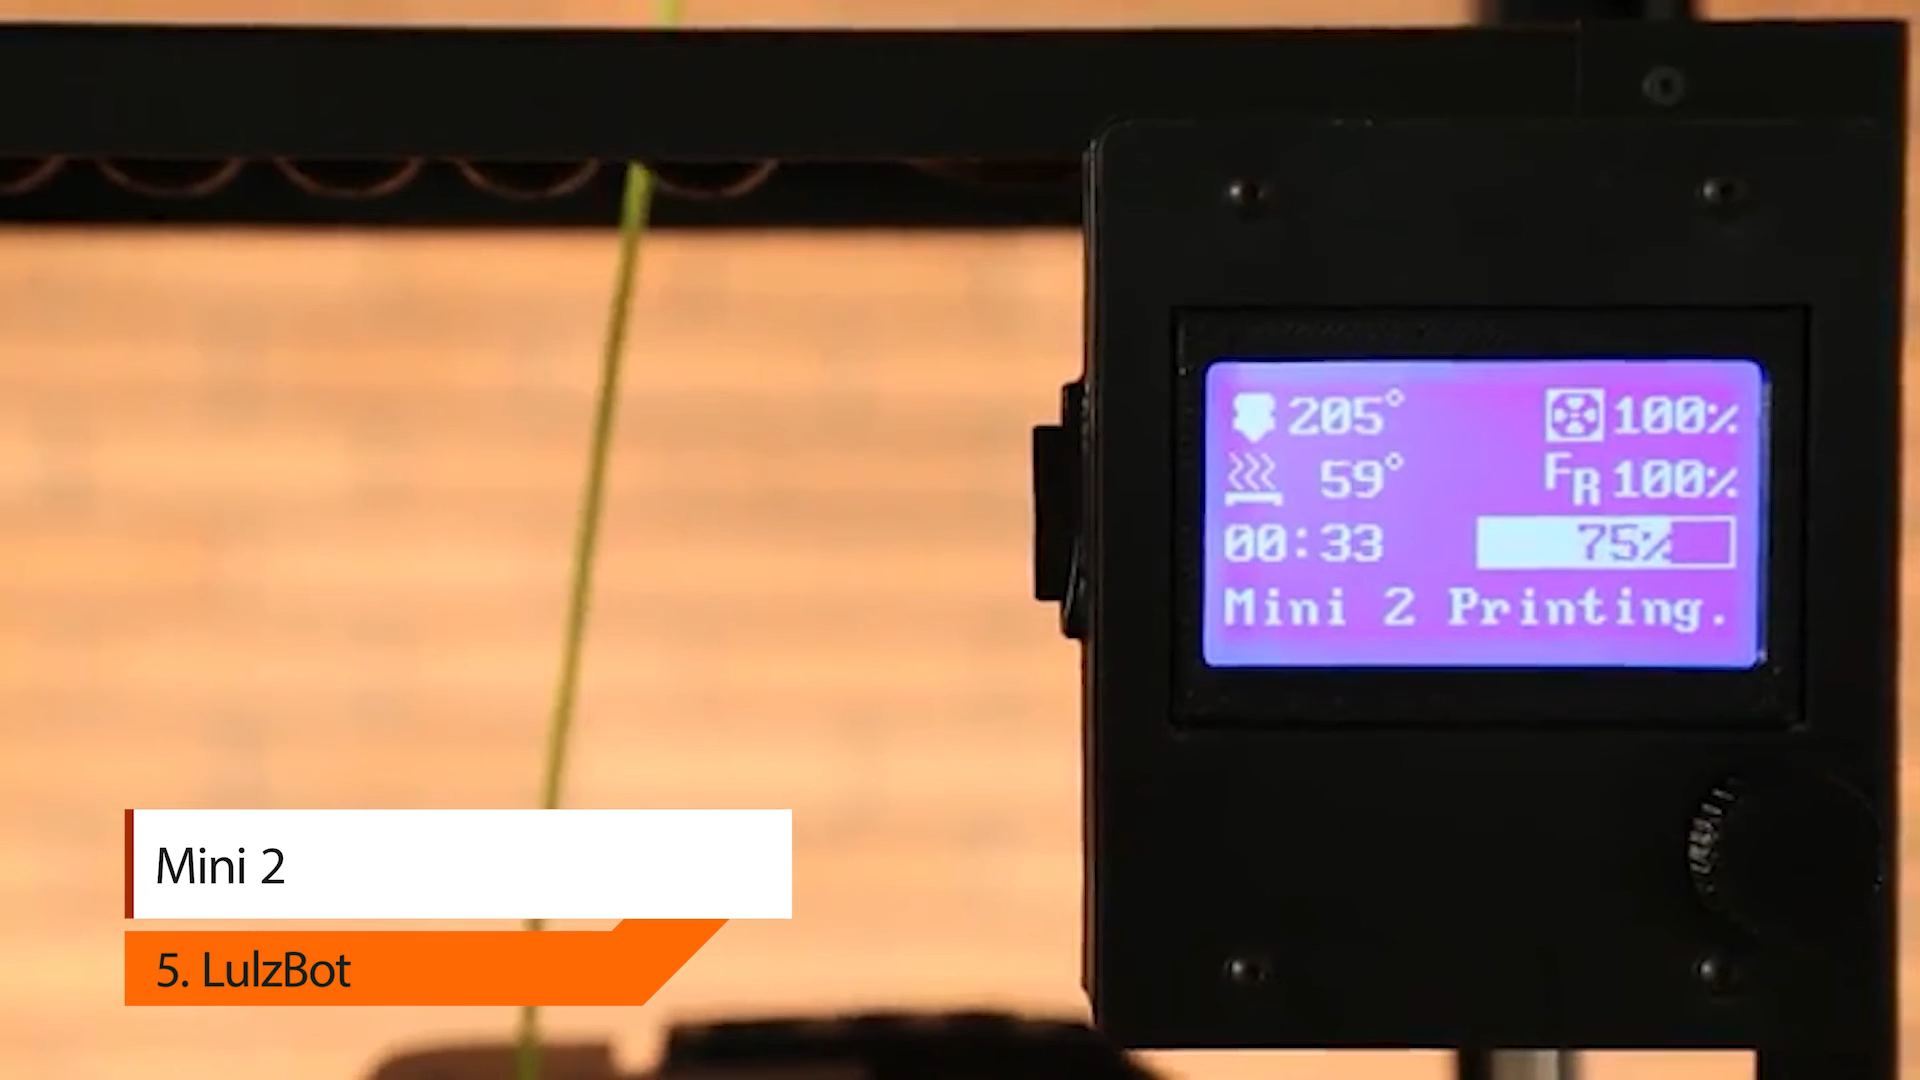 205° 100%
59° FR 100%
00:33 75%
Mini 2 Printing.
Mini 2
5. LulzBot